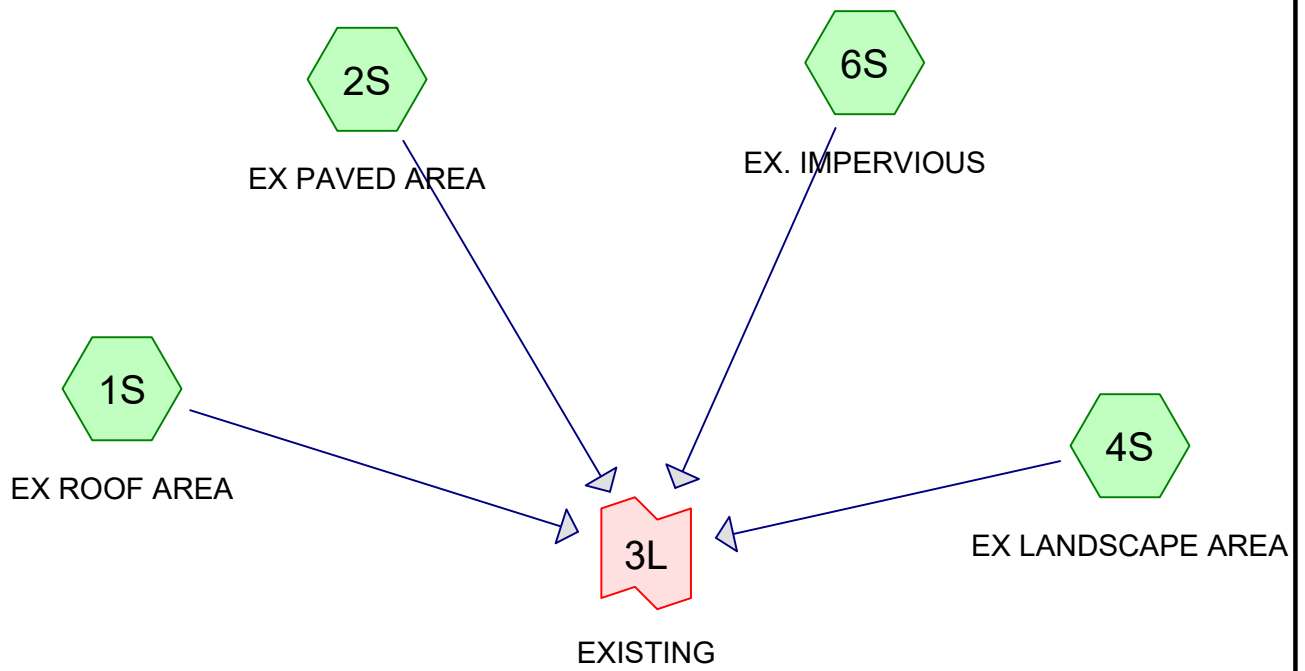 2S
EX PAVED AREA
6S
EX. IMPERVIOUS
1S
EX ROOF AREA
4S
EX LANDSCAPE AREA
3L
EXISTING